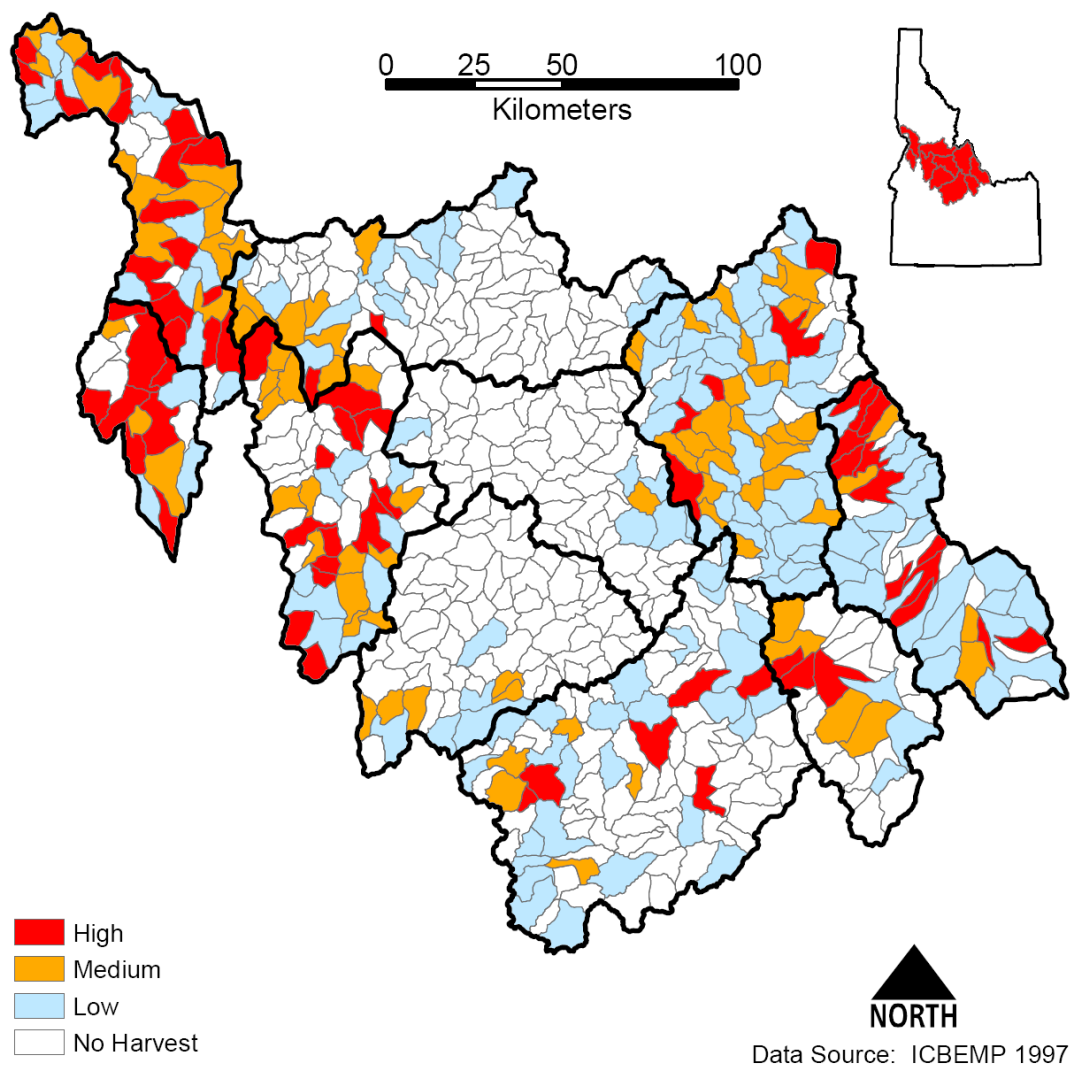 0 25 50 100
Kilometers
High
Medium
Low
No Harvest
NORTH
Data Source: ICBEMP 1997